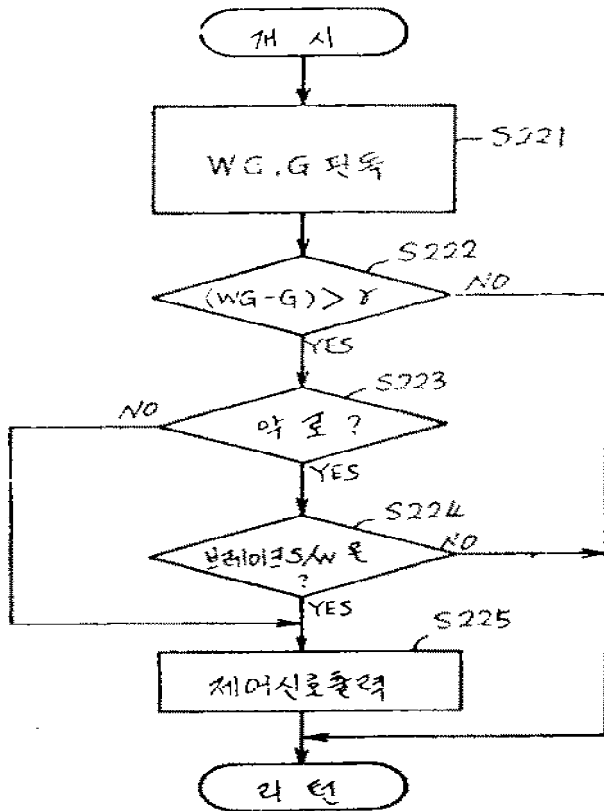 개시
S221
WG, G 판독
S222
(WG-G) > γ
NO
YES
S223
악로?
NO
YES
S224
브레이크S/W 온
?
NO
YES
S225
제어신호출력
리턴